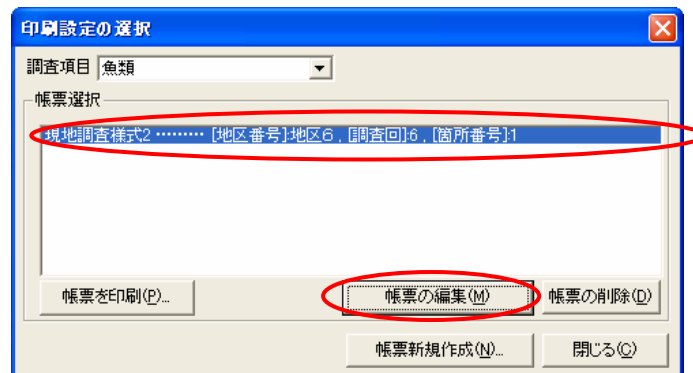 印刷設定の選択
調査項目 魚類
帳票選択
現地調査様式2 ……… [地区番号]:地区6 , [調査回]:6 , [箇所番号]:1
帳票を印刷(P)... 帳票の編集(M) 帳票の削除(D)
帳票新規作成(N)... 閉じる(C)